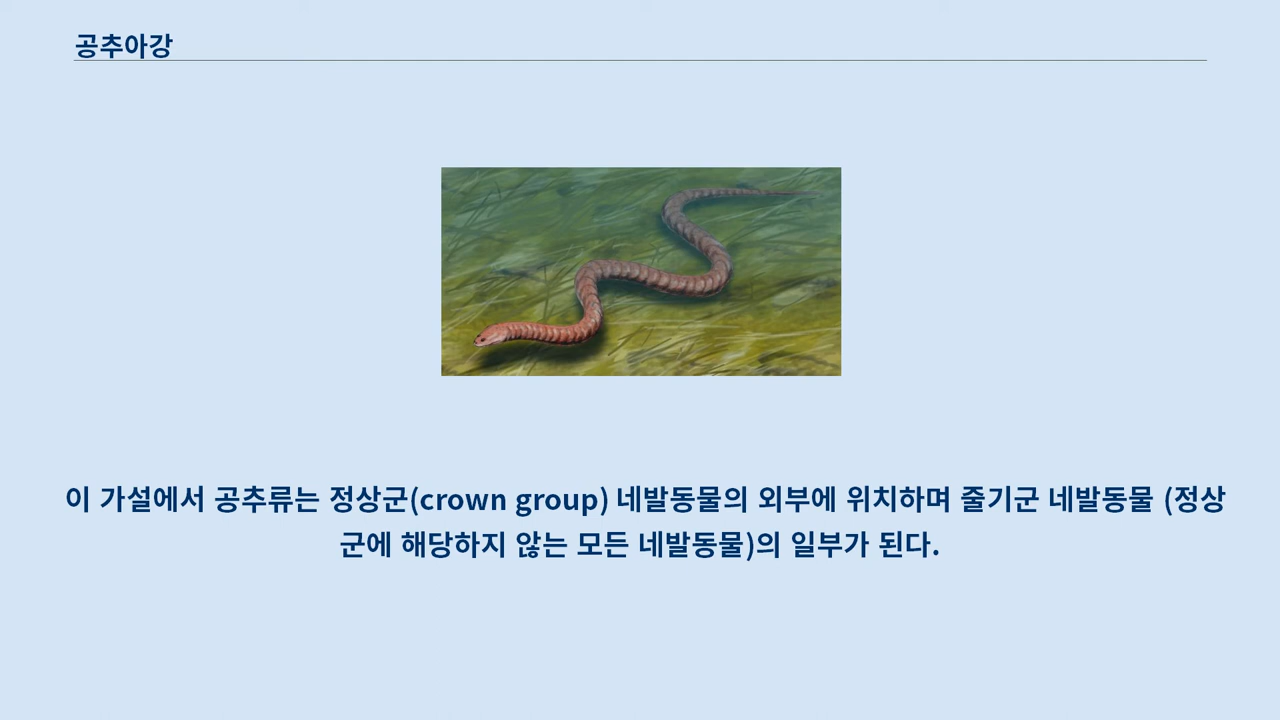 공추아강
이 가설에서 공추류는 정상군(crown group) 네발동물의 외부에 위치하며 줄기군 네발동물 (정상
군에 해당하지 않는 모든 네발동물)의 일부가 된다.